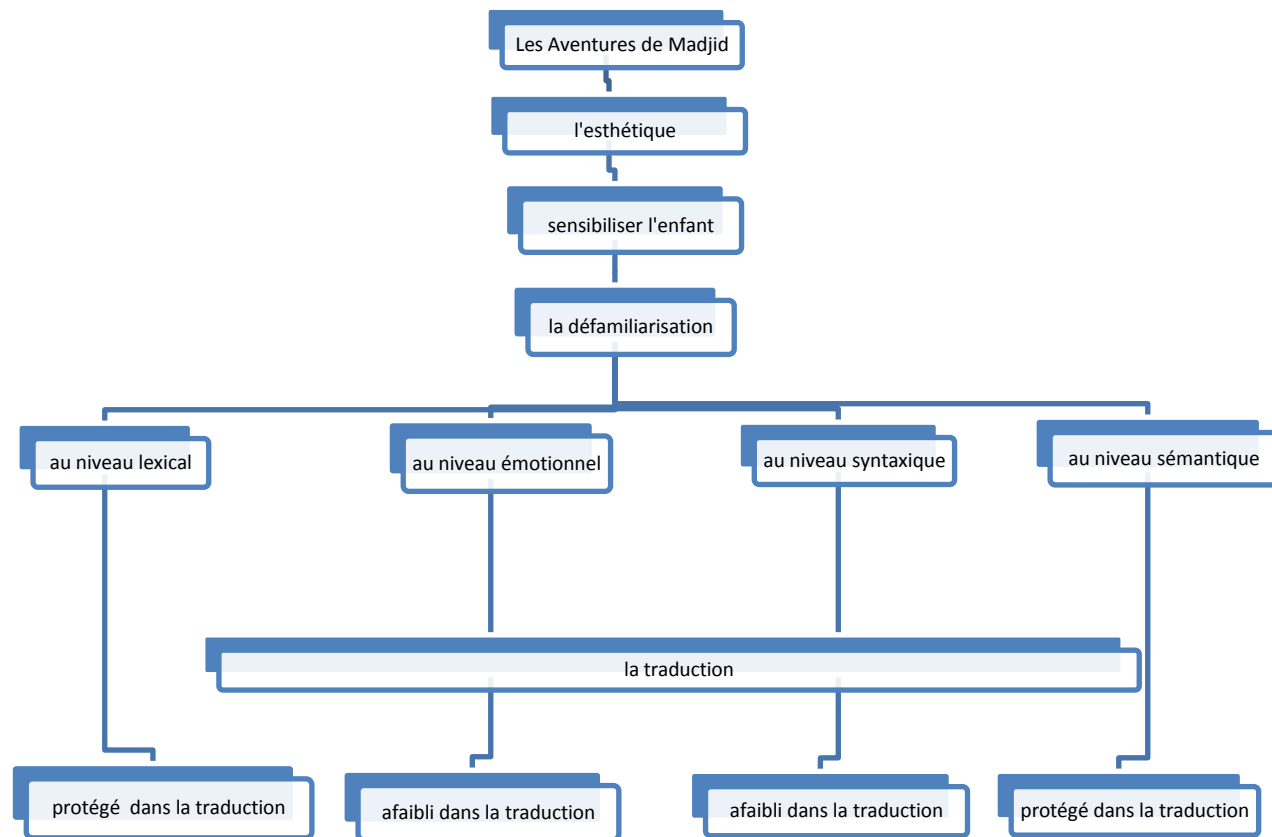 Les Aventures de Madjid
l'esthétique
sensibiliser l'enfant
la défamiliarisation
au niveau lexical
au niveau émotionnel
au niveau syntaxique
au niveau sémantique
la traduction
protégé dans la traduction
afaibli dans la traduction
afaibli dans la traduction
protégé dans la traduction